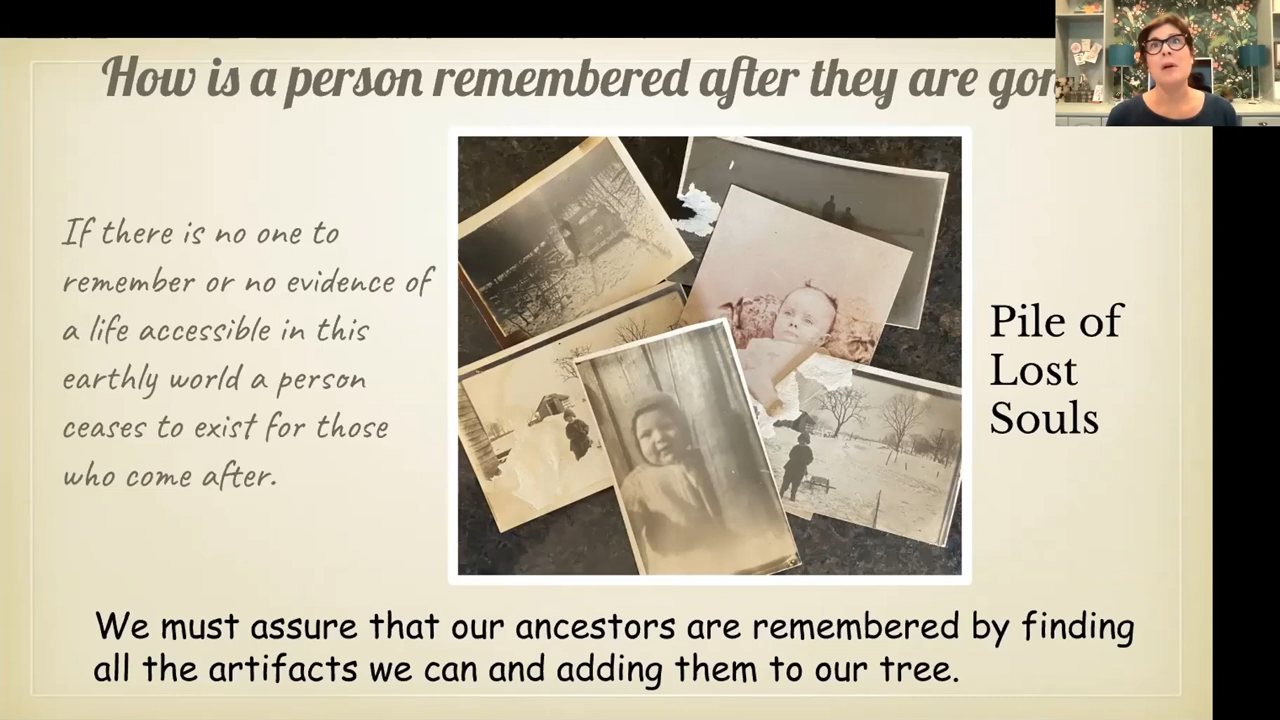 How is a person remembered after they are gon
If there is no one to
remember or no evidence of
a life accessible in this
earthly world a person
ceases to exist for those
who come after.
Pile of
Lost
Souls
We must assure that our ancestors are remembered by finding
all the artifacts we can and adding them to our tree.